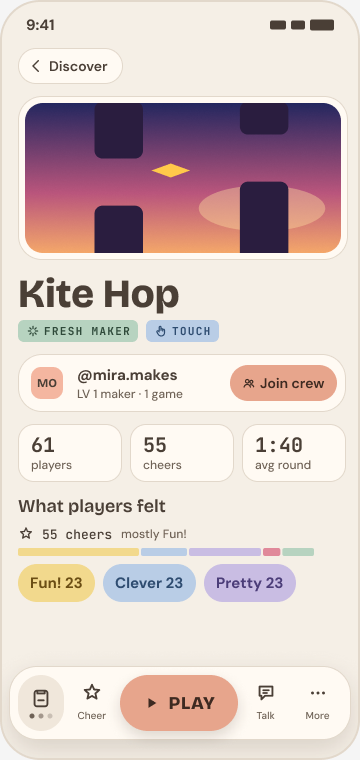 9:41
Discover
Kite Hop
FRESH MAKER TOUCH
MO @mira.makes
LV 1 maker · 1 game
Join crew
61 55 1:40
players cheers avg round
What players felt
55 cheers mostly Fun!
Fun! 23 Clever 23 Pretty 23
Cheer PLAY Talk More